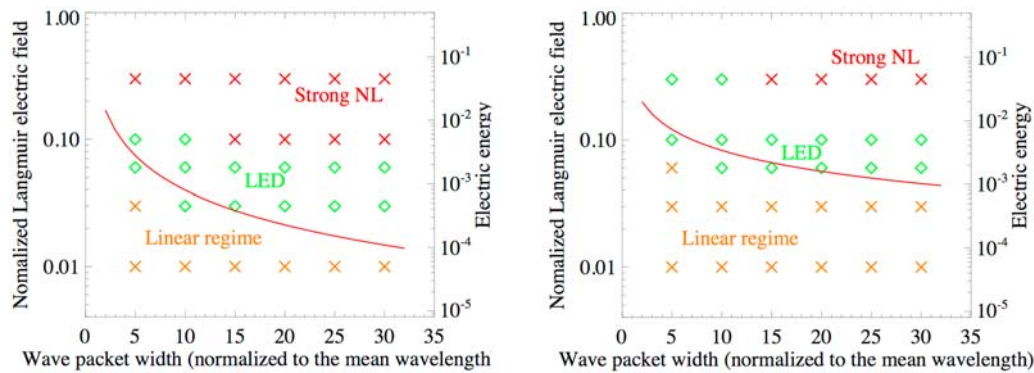 Normalized Langmuir electric field
1.00
0.10
0.01
Strong NL
LED
Linear regime
10⁻¹
10⁻²
10⁻³
10⁻⁴
10⁻⁵
Electric energy
0 5 10 15 20 25 30 35
Wave packet width (normalized to the mean wavelength
Normalized Langmuir electric field
1.00
0.10
0.01
Strong NL
LED
Linear regime
10⁻¹
10⁻²
10⁻³
10⁻⁴
10⁻⁵
Electric energy
0 5 10 15 20 25 30 35
Wave packet width (normalized to the mean wavelength)